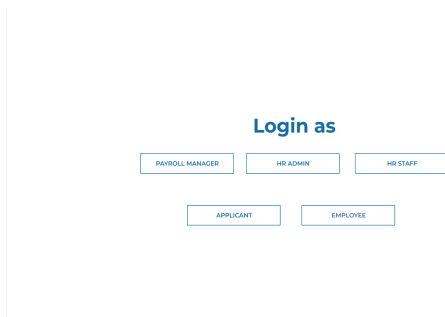 Login as
PAYROLL MANAGER HR ADMIN HR STAFF
APPLICANT EMPLOYEE